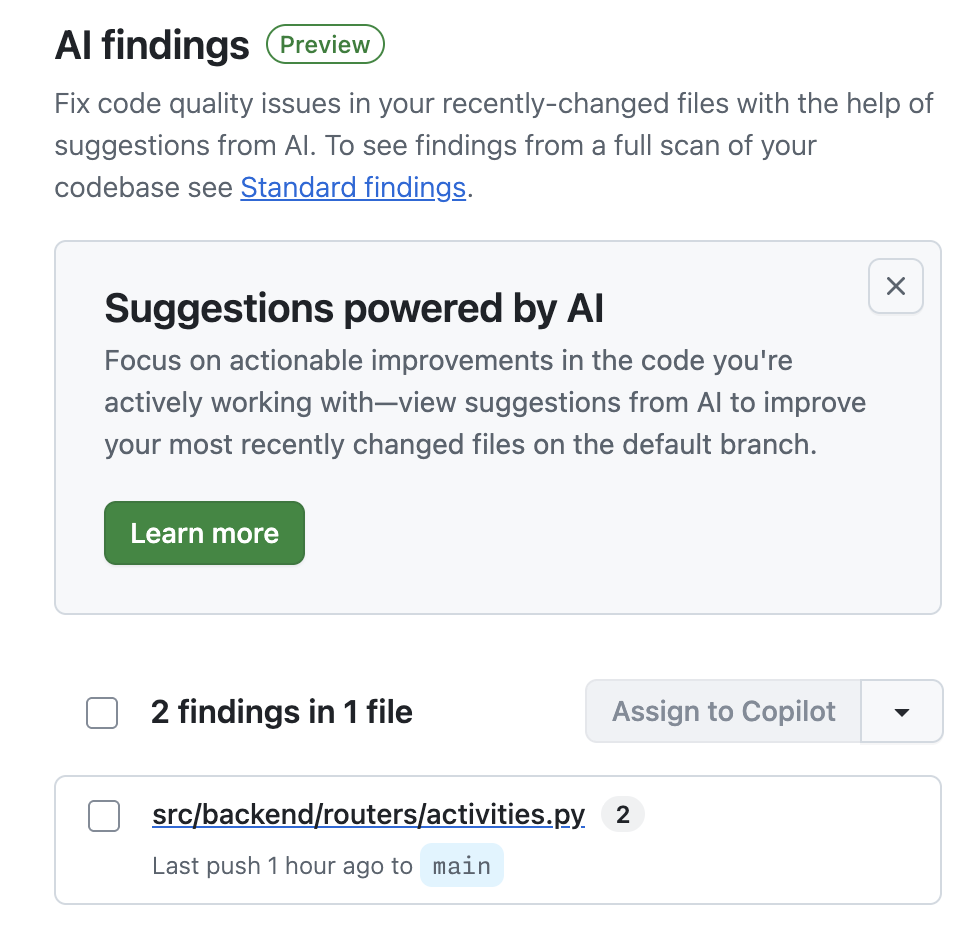 AI findings Preview
Fix code quality issues in your recently-changed files with the help of
suggestions from AI. To see findings from a full scan of your
codebase see Standard findings.
Suggestions powered by AI
Focus on actionable improvements in the code you're
actively working with—view suggestions from AI to improve
your most recently changed files on the default branch.
Learn more
2 findings in 1 file Assign to Copilot
src/backend/routers/activities.py 2
Last push 1 hour ago to main